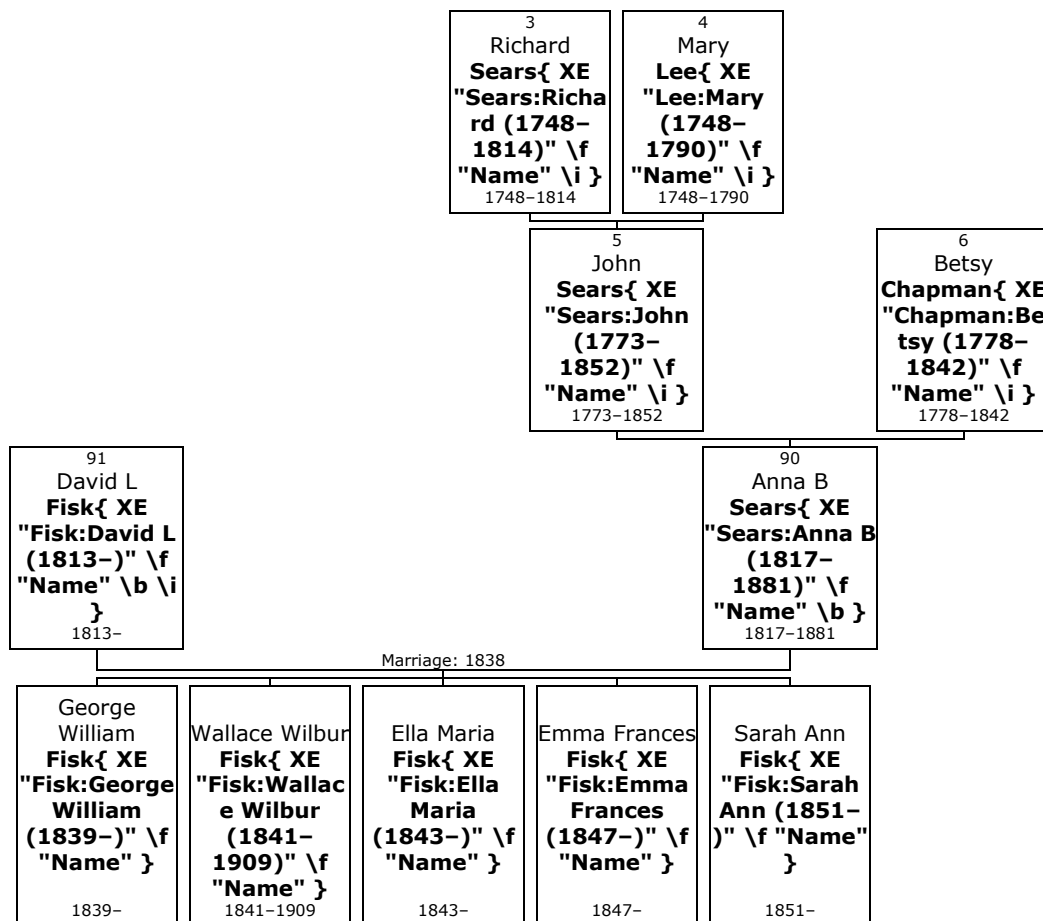 3
Richard
Sears{ XE
"Sears:Richa
rd (1748–
1814)" \f
"Name" \i }
1748–1814
4
Mary
Lee{ XE
"Lee:Mary
(1748–
1790)" \f
"Name" \i }
1748–1790
5
John
Sears{ XE
"Sears:John
(1773–
1852)" \f
"Name" \i }
1773–1852
6
Betsy
Chapman{ XE
"Chapman:Be
tsy (1778–
1842)" \f
"Name" \i }
1778–1842
91
David L
Fisk{ XE
"Fisk:David L
(1813–)" \f
"Name" \b \i
}
1813–
90
Anna B
Sears{ XE
"Sears:Anna B
(1817–
1881)" \f
"Name" \b }
1817–1881
Marriage: 1838
George
William
Fisk{ XE
"Fisk:George
William
(1839–)" \f
"Name" }
1839–
Wallace Wilbur
Fisk{ XE
"Fisk:Wallac
e Wilbur
(1841–
1909)" \f
"Name" }
1841–1909
Ella Maria
Fisk{ XE
"Fisk:Ella
Maria
(1843–)" \f
"Name" }
1843–
Emma Frances
Fisk{ XE
"Fisk:Emma
Frances
(1847–)" \f
"Name" }
1847–
Sarah Ann
Fisk{ XE
"Fisk:Sarah
Ann (1851–
)" \f "Name"
}
1851–